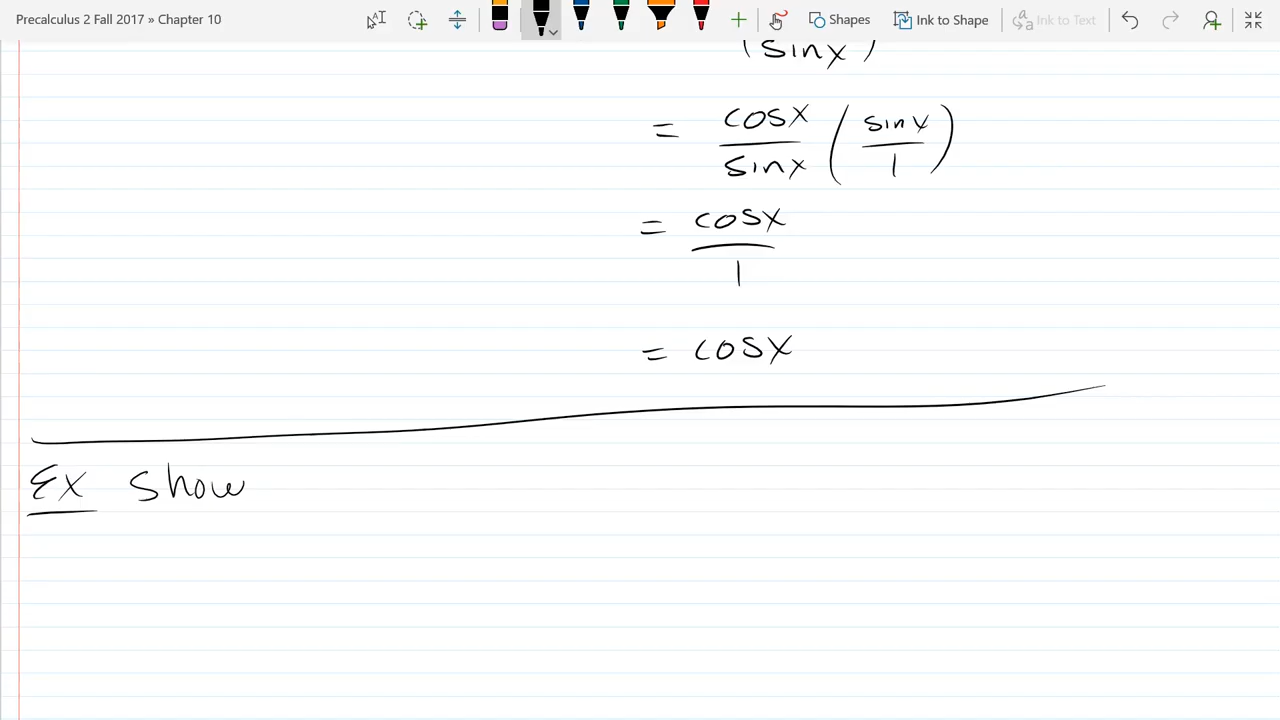 Precalculus 2 Fall 2017 » Chapter 10
Shapes
Ink to Shape
Ink to Text
(sinx)
= cosx/sinx (sinx/1)
= cosx/1
= cosx
Ex show